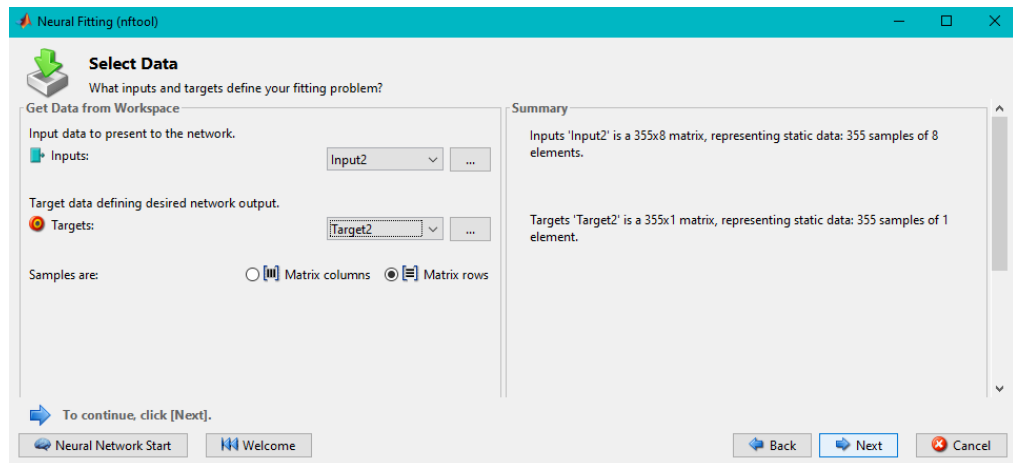 Neural Fitting (nftool)
Select Data
What inputs and targets define your fitting problem?
Get Data from Workspace
Input data to present to the network.
Inputs:
Input2
...
Target data defining desired network output.
Targets:
Target2
...
Samples are:
Matrix columns
Matrix rows
Summary
Inputs 'Input2' is a 355x8 matrix, representing static data: 355 samples of 8
elements.
Targets 'Target2' is a 355x1 matrix, representing static data: 355 samples of 1
element.
To continue, click [Next].
Neural Network Start
Welcome
Back
Next
Cancel